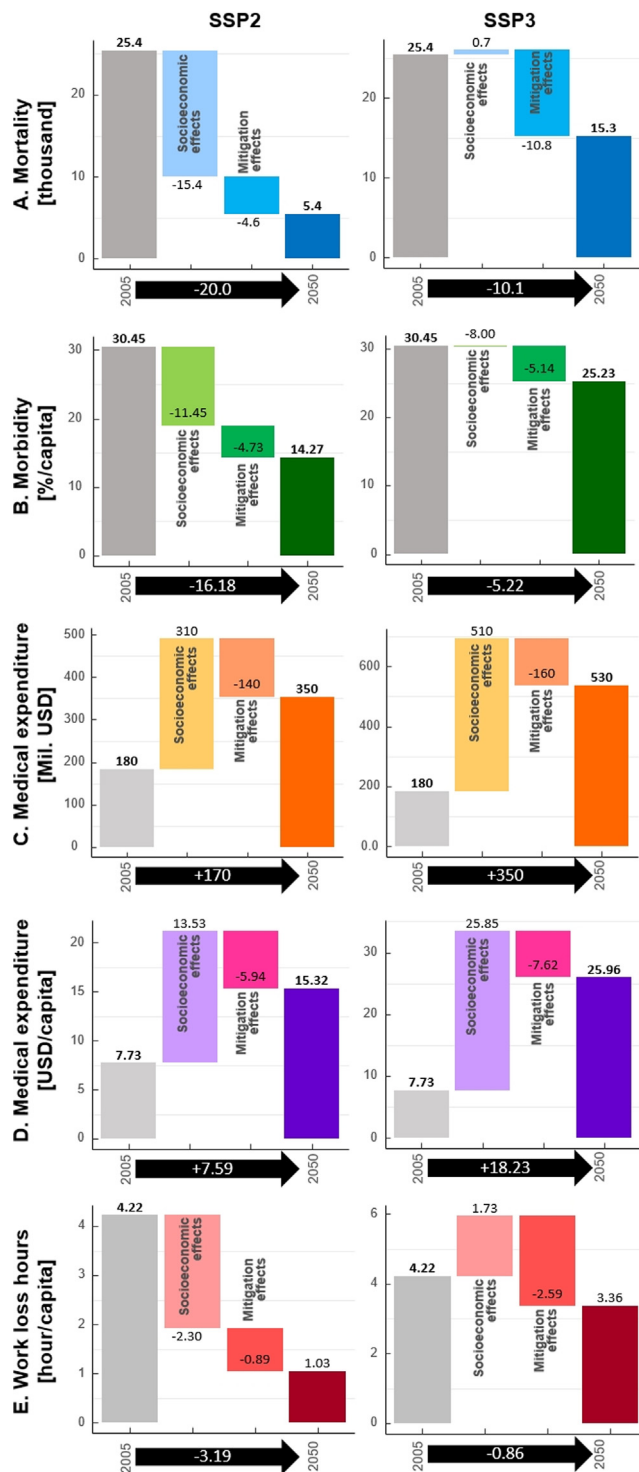 SSP2
SSP3
A. Mortality
[thousand]
25.4
20
10
0
Socioeconomic
effects
-15.4
Mitigation
effects
-4.6
5.4
2005
-20.0
2050
25.4
20
10
0
0.7
Socioeconomic
effects
Mitigation
effects
-10.8
15.3
2005
-10.1
2050
B. Morbidity
[%/capita]
30.45
30
20
10
0
-11.45
Socioeconomic
effects
-4.73
Mitigation
effects
14.27
2005
-16.18
2050
30.45
30
20
10
0
-8.00
Socioeconomic
effects
-5.14
Mitigation
effects
25.23
2005
-5.22
2050
C. Medical expenditure
[Mil. USD]
500
400
300
200
100
0
180
310
Socioeconomic
effects
-140
Mitigation
effects
350
2005
+170
2050
600
400
200
0.0
180
510
Socioeconomic
effects
-160
Mitigation
effects
530
2005
+350
2050
D. Medical expenditure
[USD/capita]
20
15
10
5
0
7.73
13.53
Socioeconomic
effects
-5.94
Mitigation
effects
15.32
2005
+7.59
2050
30
20
10
0
7.73
25.85
Socioeconomic
effects
-7.62
Mitigation
effects
25.96
2005
+18.23
2050
E. Work loss hours
[hour/capita]
4.22
4
3
2
1
0
Socioeconomic
effects
-2.30
Mitigation
effects
-0.89
1.03
2005
-3.19
2050
6
4
2
0
4.22
1.73
Socioeconomic
effects
-2.59
Mitigation
effects
3.36
2005
-0.86
2050